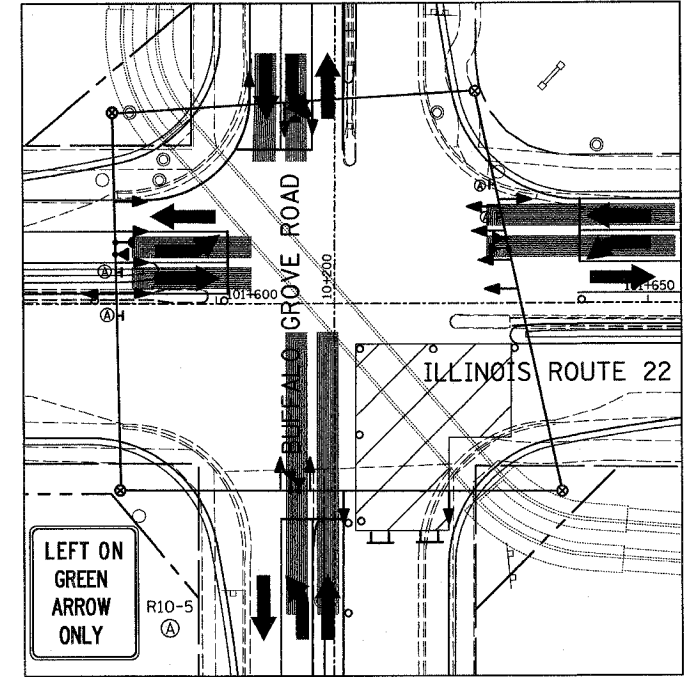 BUFFALO GROVE ROAD
10+200
101+600
101+650
ILLINOIS ROUTE 22
A
A
A
LEFT ON
GREEN
ARROW
ONLY
R10-5
A